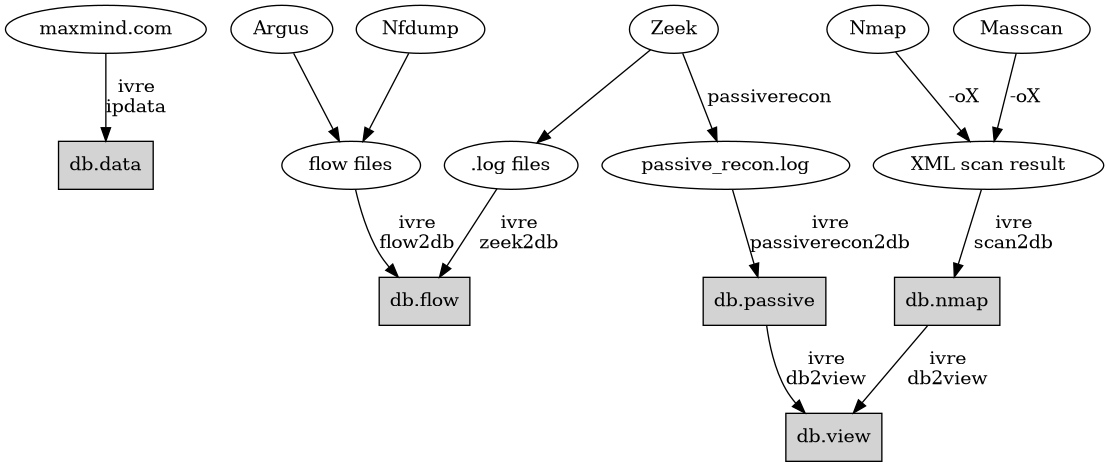 maxmind.com
Argus
Nfdump
Zeek
Nmap
Masscan
ivre
ipdata
passiverecon
-oX
-oX
db.data
flow files
.log files
passive_recon.log
XML scan result
ivre
flow2db
ivre
zeek2db
ivre
passiverecon2db
ivre
scan2db
db.flow
db.passive
db.nmap
ivre
db2view
ivre
db2view
db.view